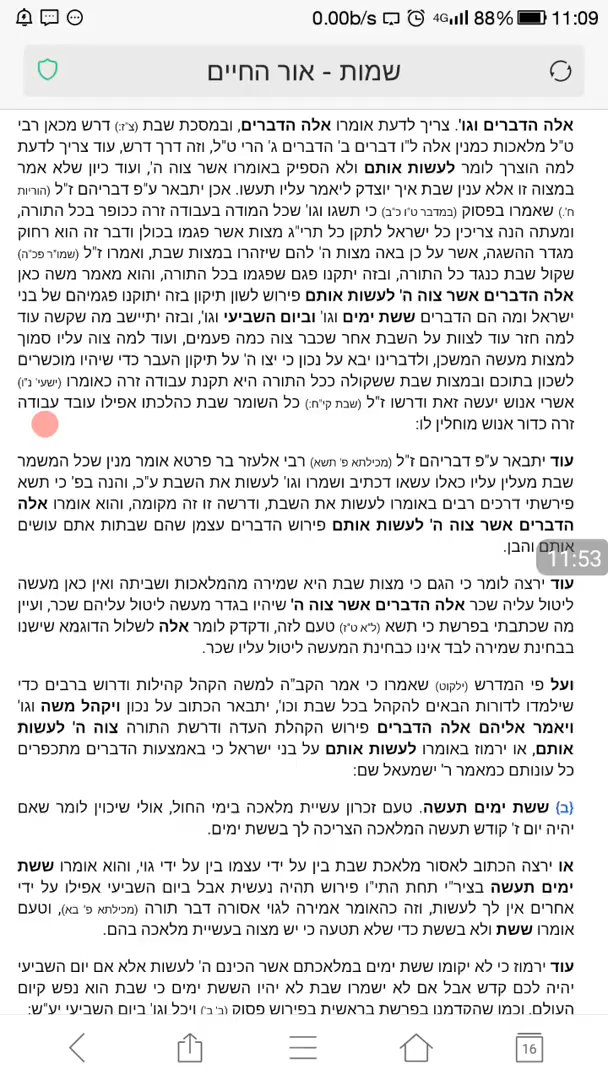 0.00b/s 4G 88% 11:09
שמות - אור החיים
אלה הדברים וגו'. צריך לדעת אומרו אלה הדברים, ובמסכת שבת (צ"ז:) דרש מכאן רבי
ט"ל מלאכות כמנין אלה ל"ו דברים ב' הדברים ג' הרי ט"ל, וזה דרך דרש, עוד צריך לדעת
למה הוצרך לומר לעשות אותם ולא הספיק באומרו אשר צוה ה', ועוד כיון שלא אמר
במצוה זו אלא ענין שבת איך יוצדק ליאמר עליו תעשו. אכן יתבאר ע"פ דבריהם ז"ל (הוריות
ח'.) שאמרו בפסוק (במדבר ט"ו כ"ב) כי תשגו וגו' שכל המודה בעבודה זרה ככופר בכל התורה,
ומעתה הנה צריכין כל ישראל לתקן כל תרי"ג מצות אשר פגמו בכולן ודבר זה הוא רחוק
מגדר ההשגה, אשר על כן באה מצות ה' להם שיזהרו במצות שבת, ואמרו ז"ל (שמו"ר פכ"ה)
שקול שבת כנגד כל התורה, ובזה יתקנו פגם שפגמו בכל התורה, והוא מאמר משה כאן
אלה הדברים אשר צוה ה' לעשות אותם פירוש לשון תיקון בזה יתוקנו פגמיהם של בני
ישראל ומה הם הדברים ששת ימים וגו' וביום השביעי וגו', ובזה יתיישב מה שקשה עוד
למה חזר עוד לצוות על השבת אחר שכבר צוה כמה פעמים, ועוד למה צוה עליו סמוך
למצות מעשה המשכן, ולדברינו יבא על נכון כי יצו ה' על תיקון העבר כדי שיהיו מוכשרים
לשכון בתוכם ובמצות שבת ששקולה ככל התורה היא תקנת עבודה זרה כאומרו (ישעי' נ"ו)
אשרי אנוש יעשה זאת ודרשו ז"ל (שבת קי"ח:) כל השומר שבת כהלכתו אפילו עובד עבודה
זרה כדור אנוש מוחלין לו:
עוד יתבאר ע"פ דבריהם ז"ל (מכילתא פ' תשא) רבי אלעזר בר פרטא אומר מנין שכל המשמר
שבת מעלין עליו כאלו עשאו דכתיב ושמרו וגו' לעשות את השבת ע"כ, והנה בפ' כי תשא
פירשתי דרכים רבים באומרו לעשות את השבת, ודרשה זו זה מקומה, והוא אומרו אלה
הדברים אשר צוה ה' לעשות אותם פירוש הדברים עצמן שהם שבתות אתם עושים
אותם והבן.
11:53
עוד ירצה לומר כי הגם כי מצות שבת היא שמירה מהמלאכות ושביתה ואין כאן מעשה
ליטול עליה שכר אלה הדברים אשר צוה ה' שיהיו בגדר מעשה ליטול עליהם שכר, ועיין
מה שכתבתי בפרשת כי תשא (ל"א ט"ז) טעם לזה, ודקדק לומר אלה לשלול הדוגמא שישנו
בבחינת שמירה לבד אינו כבחינת המעשה ליטול עליו שכר.
ועל פי המדרש (ילקוט) שאמרו כי אמר הקב"ה למשה הקהל קהילות ודרוש ברבים כדי
שילמדו לדורות הבאים להקהל בכל שבת וכו', יתבאר הכתוב על נכון ויקהל משה וגו'
ויאמר אליהם אלה הדברים פירוש הקהלת העדה ודרשת התורה צוה ה' לעשות
אותם, או ירמוז באומרו לעשות אותם על בני ישראל כי באמצעות הדברים מתכפרים
כל עונותם כמאמר ר' ישמעאל שם:
{ב} ששת ימים תעשה. טעם זכרון עשיית מלאכה בימי החול, אולי שיכוין לומר שאם
יהיה יום ז' קודש תעשה המלאכה הצריכה לך בששת ימים.
או ירצה הכתוב לאסור מלאכת שבת בין על ידי עצמו בין על ידי גוי, והוא אומרו ששת
ימים תעשה בציר"י תחת התי"ו פירוש תהיה נעשית אבל ביום השביעי אפילו על ידי
אחרים אין לך לעשות, וזה כהאומר אמירה לגוי אסורה דבר תורה (מכילתא פ' בא), וטעם
אומרו ששת ולא בששת כדי שלא תטעה כי יש מצוה בעשיית מלאכה בהם.
עוד ירמוז כי לא יקומו ששת ימים במלאכתם אשר הכינם ה' לעשות אלא אם יום השביעי
יהיה לכם קדש אבל אם לא ישמרו שבת לא יהיו הששת ימים כי שבת הוא נפש קיום
העולם, וכמו שהקדמנו בפרשת בראשית בפירוש פסוק (ב' ב') ויכל וגו' ביום השביעי יע"ש:
16